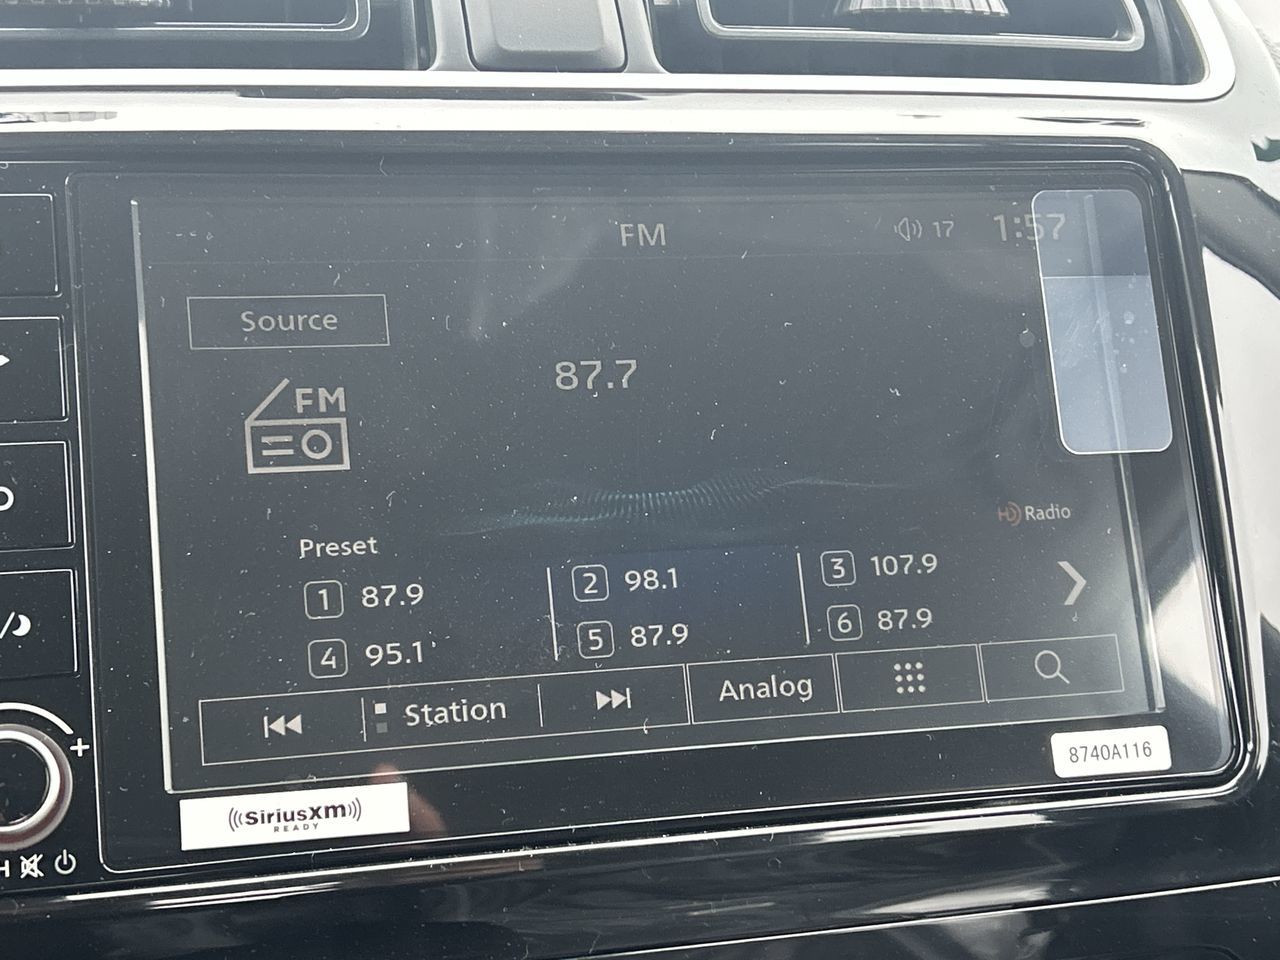 FM 17 1:57
Source
87.7
FM
HD Radio
Preset
1 87.9 2 98.1 3 107.9
4 95.1 5 87.9 6 87.9
Station Analog
8740A116
((SiriusXM))
READY